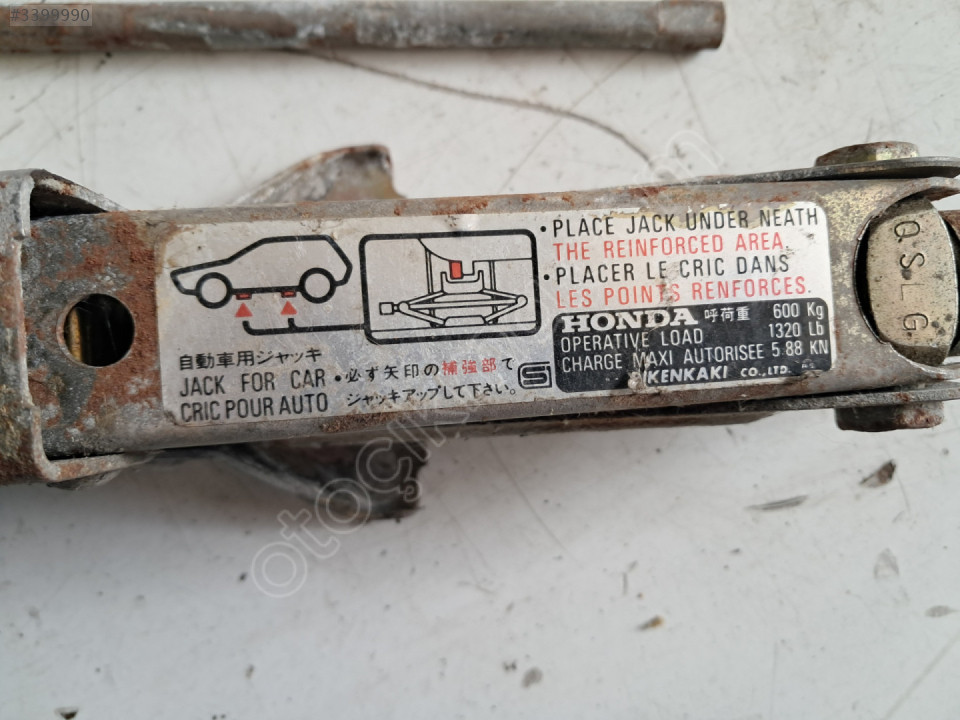 #3399990
• PLACE JACK UNDER NEATH
THE REINFORCED AREA.
• PLACER LE CRIC DANS
LES POINTS RENFORCES.
HONDA 呼荷重 600 Kg
OPERATIVE LOAD 1320 Lb
CHARGE MAXI AUTORISEE 5.88 KN
KENKAKI CO.,LTD.
自動車用ジャッキ
JACK FOR CAR
CRIC POUR AUTO
• 必ず矢印の補強部で
ジャッキアップして下さい。
Q'SLG